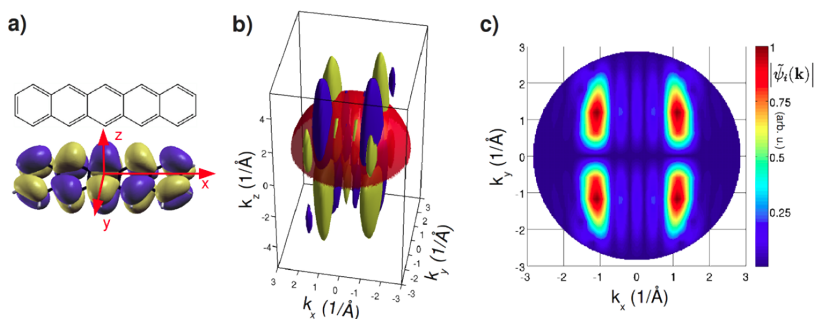 a)
z
x
y
b)
k_z (1/Å)
4
2
0
-2
-4
3
2
1
0
-1
-2
-3
k_x (1/Å)
3
2
1
0
-1
-2
-3
k_y (1/Å)
c)
3
2
1
0
-1
-2
-3
k_y (1/Å)
-3
-2
-1
0
1
2
3
k_x (1/Å)
1
0.75
0.5
0.25
|ψ̃_i(k)|
(arb. u.)